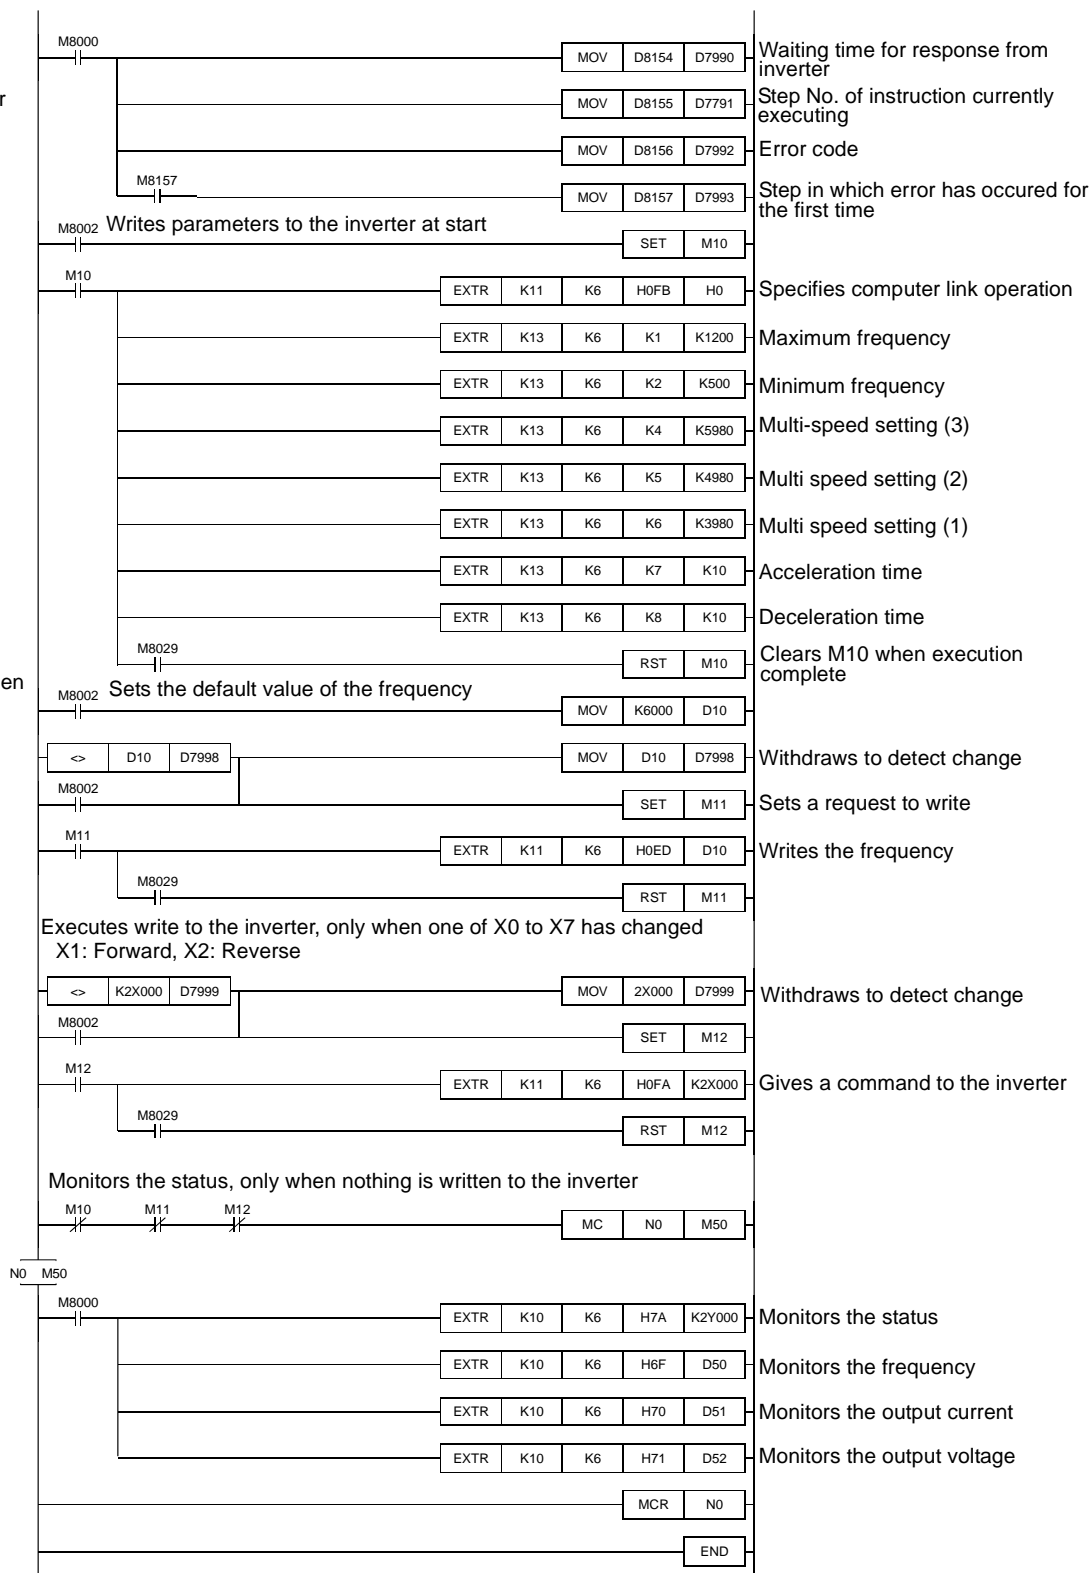 M8000
MOV D8154 D7990 Waiting time for response from
inverter
r
MOV D8155 D7791 Step No. of instruction currently
executing
MOV D8156 D7992 Error code
M8157
MOV D8157 D7993 Step in which error has occured for
the first time
M8002 Writes parameters to the inverter at start
SET M10
M10
EXTR K11 K6 H0FB H0 Specifies computer link operation
EXTR K13 K6 K1 K1200 Maximum frequency
EXTR K13 K6 K2 K500 Minimum frequency
EXTR K13 K6 K4 K5980 Multi-speed setting (3)
EXTR K13 K6 K5 K4980 Multi speed setting (2)
EXTR K13 K6 K6 K3980 Multi speed setting (1)
EXTR K13 K6 K7 K10 Acceleration time
EXTR K13 K6 K8 K10 Deceleration time
M8029
RST M10 Clears M10 when execution
complete
en
M8002 Sets the default value of the frequency
MOV K6000 D10
<> D10 D7998 MOV D10 D7998 Withdraws to detect change
M8002
SET M11 Sets a request to write
M11
EXTR K11 K6 H0ED D10 Writes the frequency
M8029
RST M11
Executes write to the inverter, only when one of X0 to X7 has changed
X1: Forward, X2: Reverse
<> K2X000 D7999 MOV 2X000 D7999 Withdraws to detect change
M8002
SET M12
M12
EXTR K11 K6 H0FA K2X000 Gives a command to the inverter
M8029
RST M12
Monitors the status, only when nothing is written to the inverter
M10 M11 M12
MC N0 M50
N0 M50
M8000
EXTR K10 K6 H7A K2Y000 Monitors the status
EXTR K10 K6 H6F D50 Monitors the frequency
EXTR K10 K6 H70 D51 Monitors the output current
EXTR K10 K6 H71 D52 Monitors the output voltage
MCR N0
END